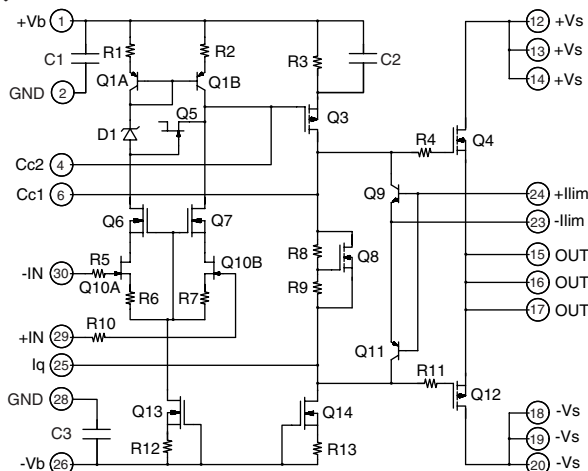 +Vb 1
C1
R1
R2
R3
C2
12 +Vs
13 +Vs
14 +Vs
GND 2
Q1A
Q1B
Q3
D1
Q5
R4
Q4
Cc2 4
Cc1 6
Q9
24 +Ilim
23 -Ilim
Q6
Q7
R8
Q8
15 OUT
-IN 30
R5
Q10A
Q10B
R6
R7
R9
16 OUT
17 OUT
+IN 29
R10
Q11
Iq 25
R11
Q12
GND 28
Q13
Q14
18 -Vs
C3
R12
R13
19 -Vs
-Vb 26
20 -Vs